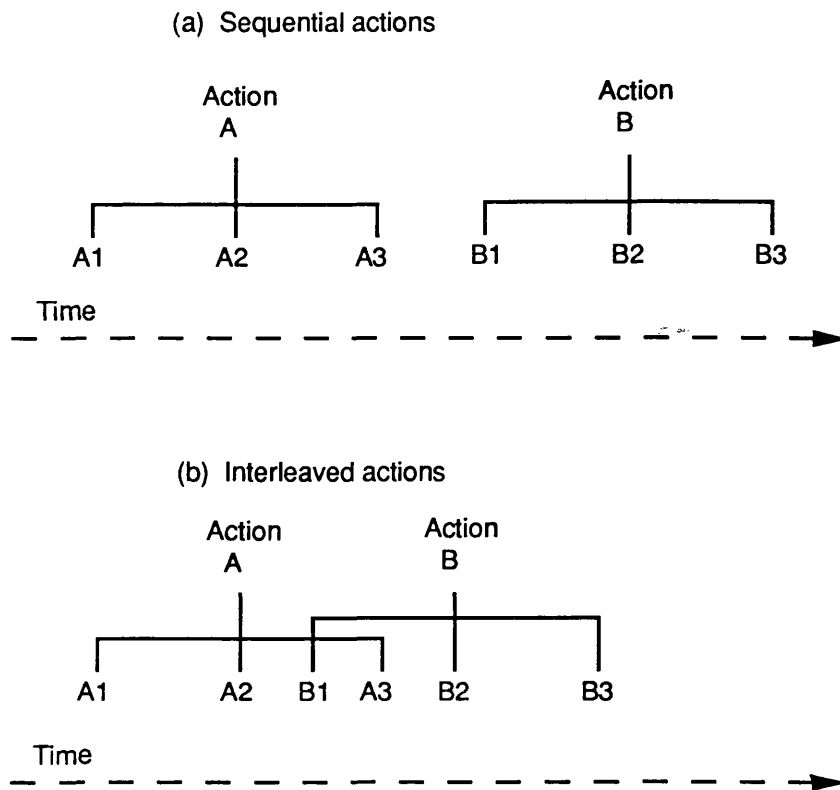 (a) Sequential actions
Action Action
A B
A1 A2 A3 B1 B2 B3
Time
(b) Interleaved actions
Action Action
A B
A1 A2 B1 A3 B2 B3
Time